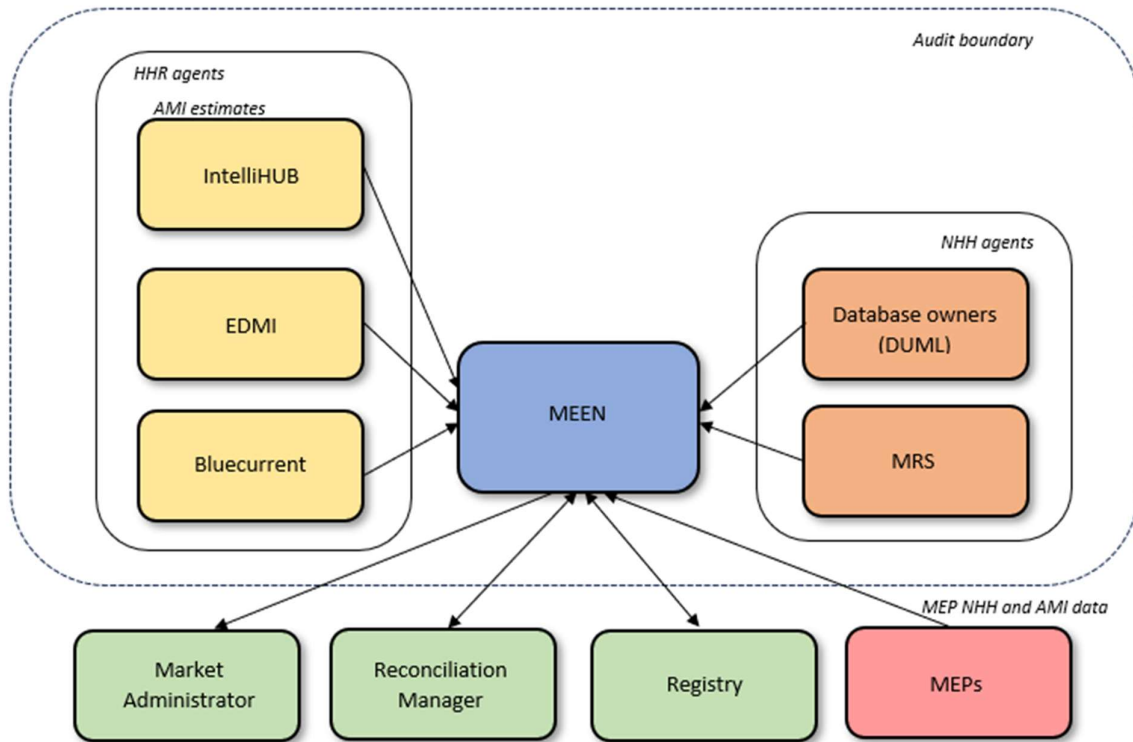 Audit boundary
HHR agents
AMI estimates
IntelliHUB
NHH agents
EDMI
Database owners
(DUML)
MEEN
Bluecurrent
MRS
MEP NHH and AMI data
Market
Administrator
Reconciliation
Manager
Registry
MEPs